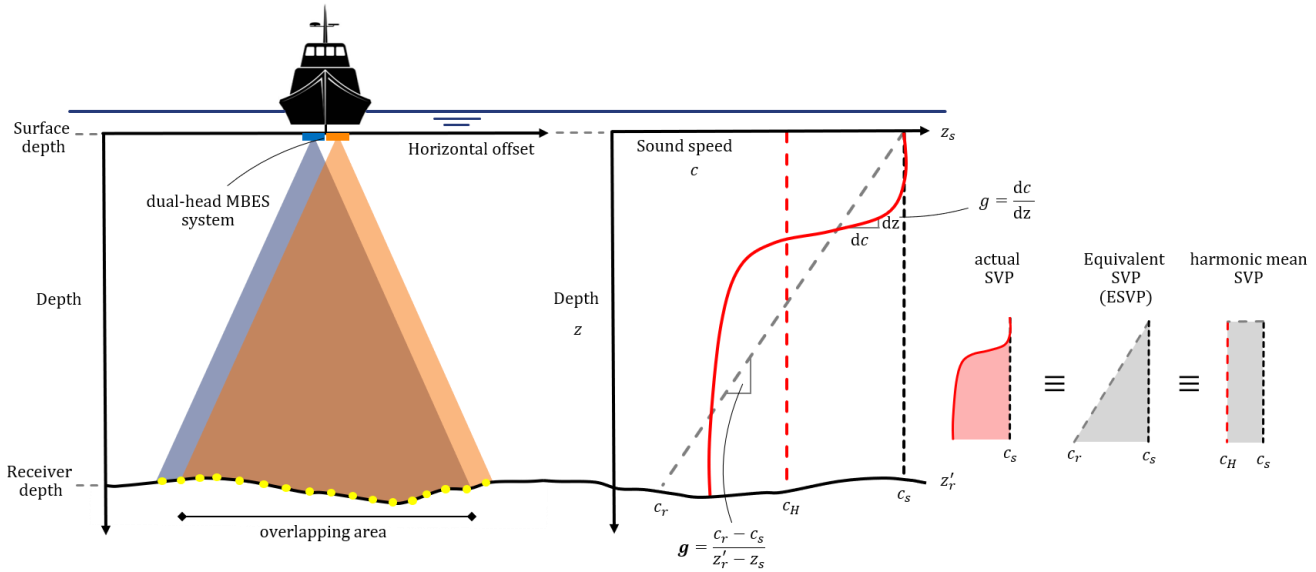 Surface
depth
Horizontal offset
dual-head MBES
system
Depth
Receiver
depth
overlapping area
Sound speed
c
z_s
g = dc/dz
dz
dc
Depth
z
c_r
c_H
c_s
z'_r
g = (c_r − c_s)/(z'_r − z_s)
actual
SVP
Equivalent
SVP
(ESVP)
harmonic mean
SVP
≡
≡
c_s
c_r
c_s
c_H
c_s